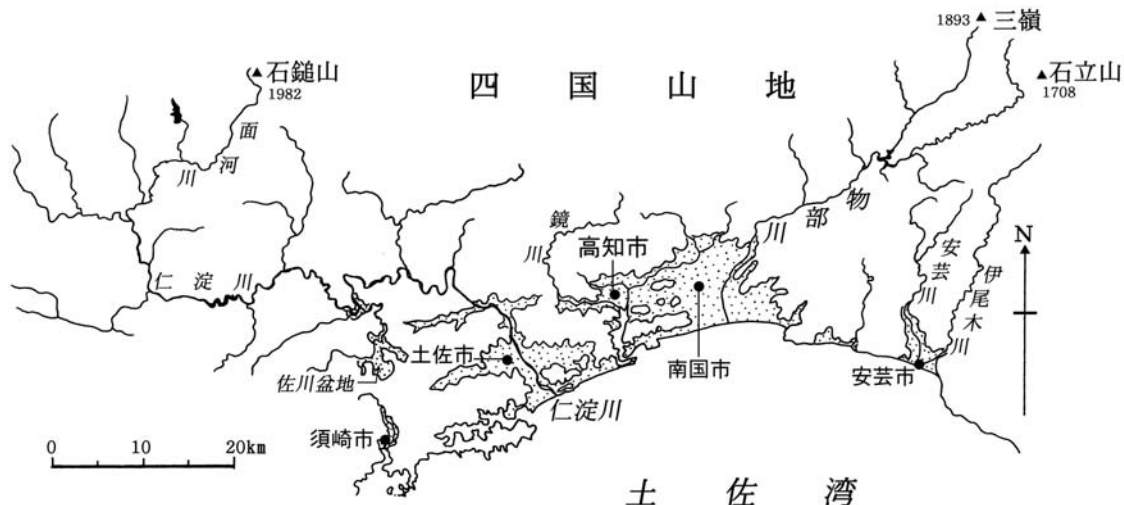 1893 三嶺
石鎚山
1982
四国山地
石立山
1708
面河川
物部川
鏡川
高知市
安芸川
伊尾木川
N
仁淀川
土佐市
南国市
佐川盆地
仁淀川
安芸市
須崎市
0 10 20km
土佐湾